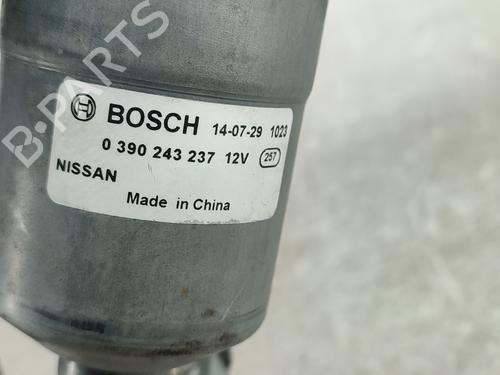 BOSCH 14-07-29 1023
0 390 243 237 12V 257
NISSAN
Made in China
B-PARTS